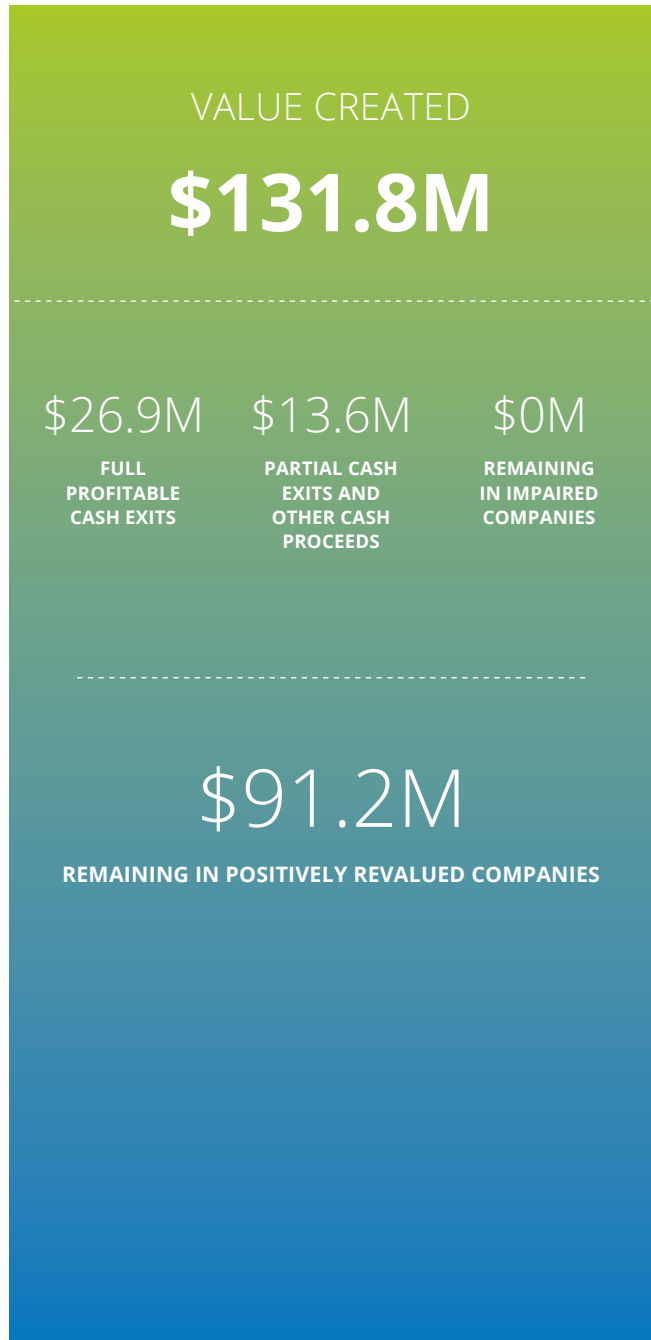 VALUE CREATED
$131.8M
$26.9M
FULL
PROFITABLE
CASH EXITS
$13.6M
PARTIAL CASH
EXITS AND
OTHER CASH
PROCEEDS
$0M
REMAINING
IN IMPAIRED
COMPANIES
$91.2M
REMAINING IN POSITIVELY REVALUED COMPANIES